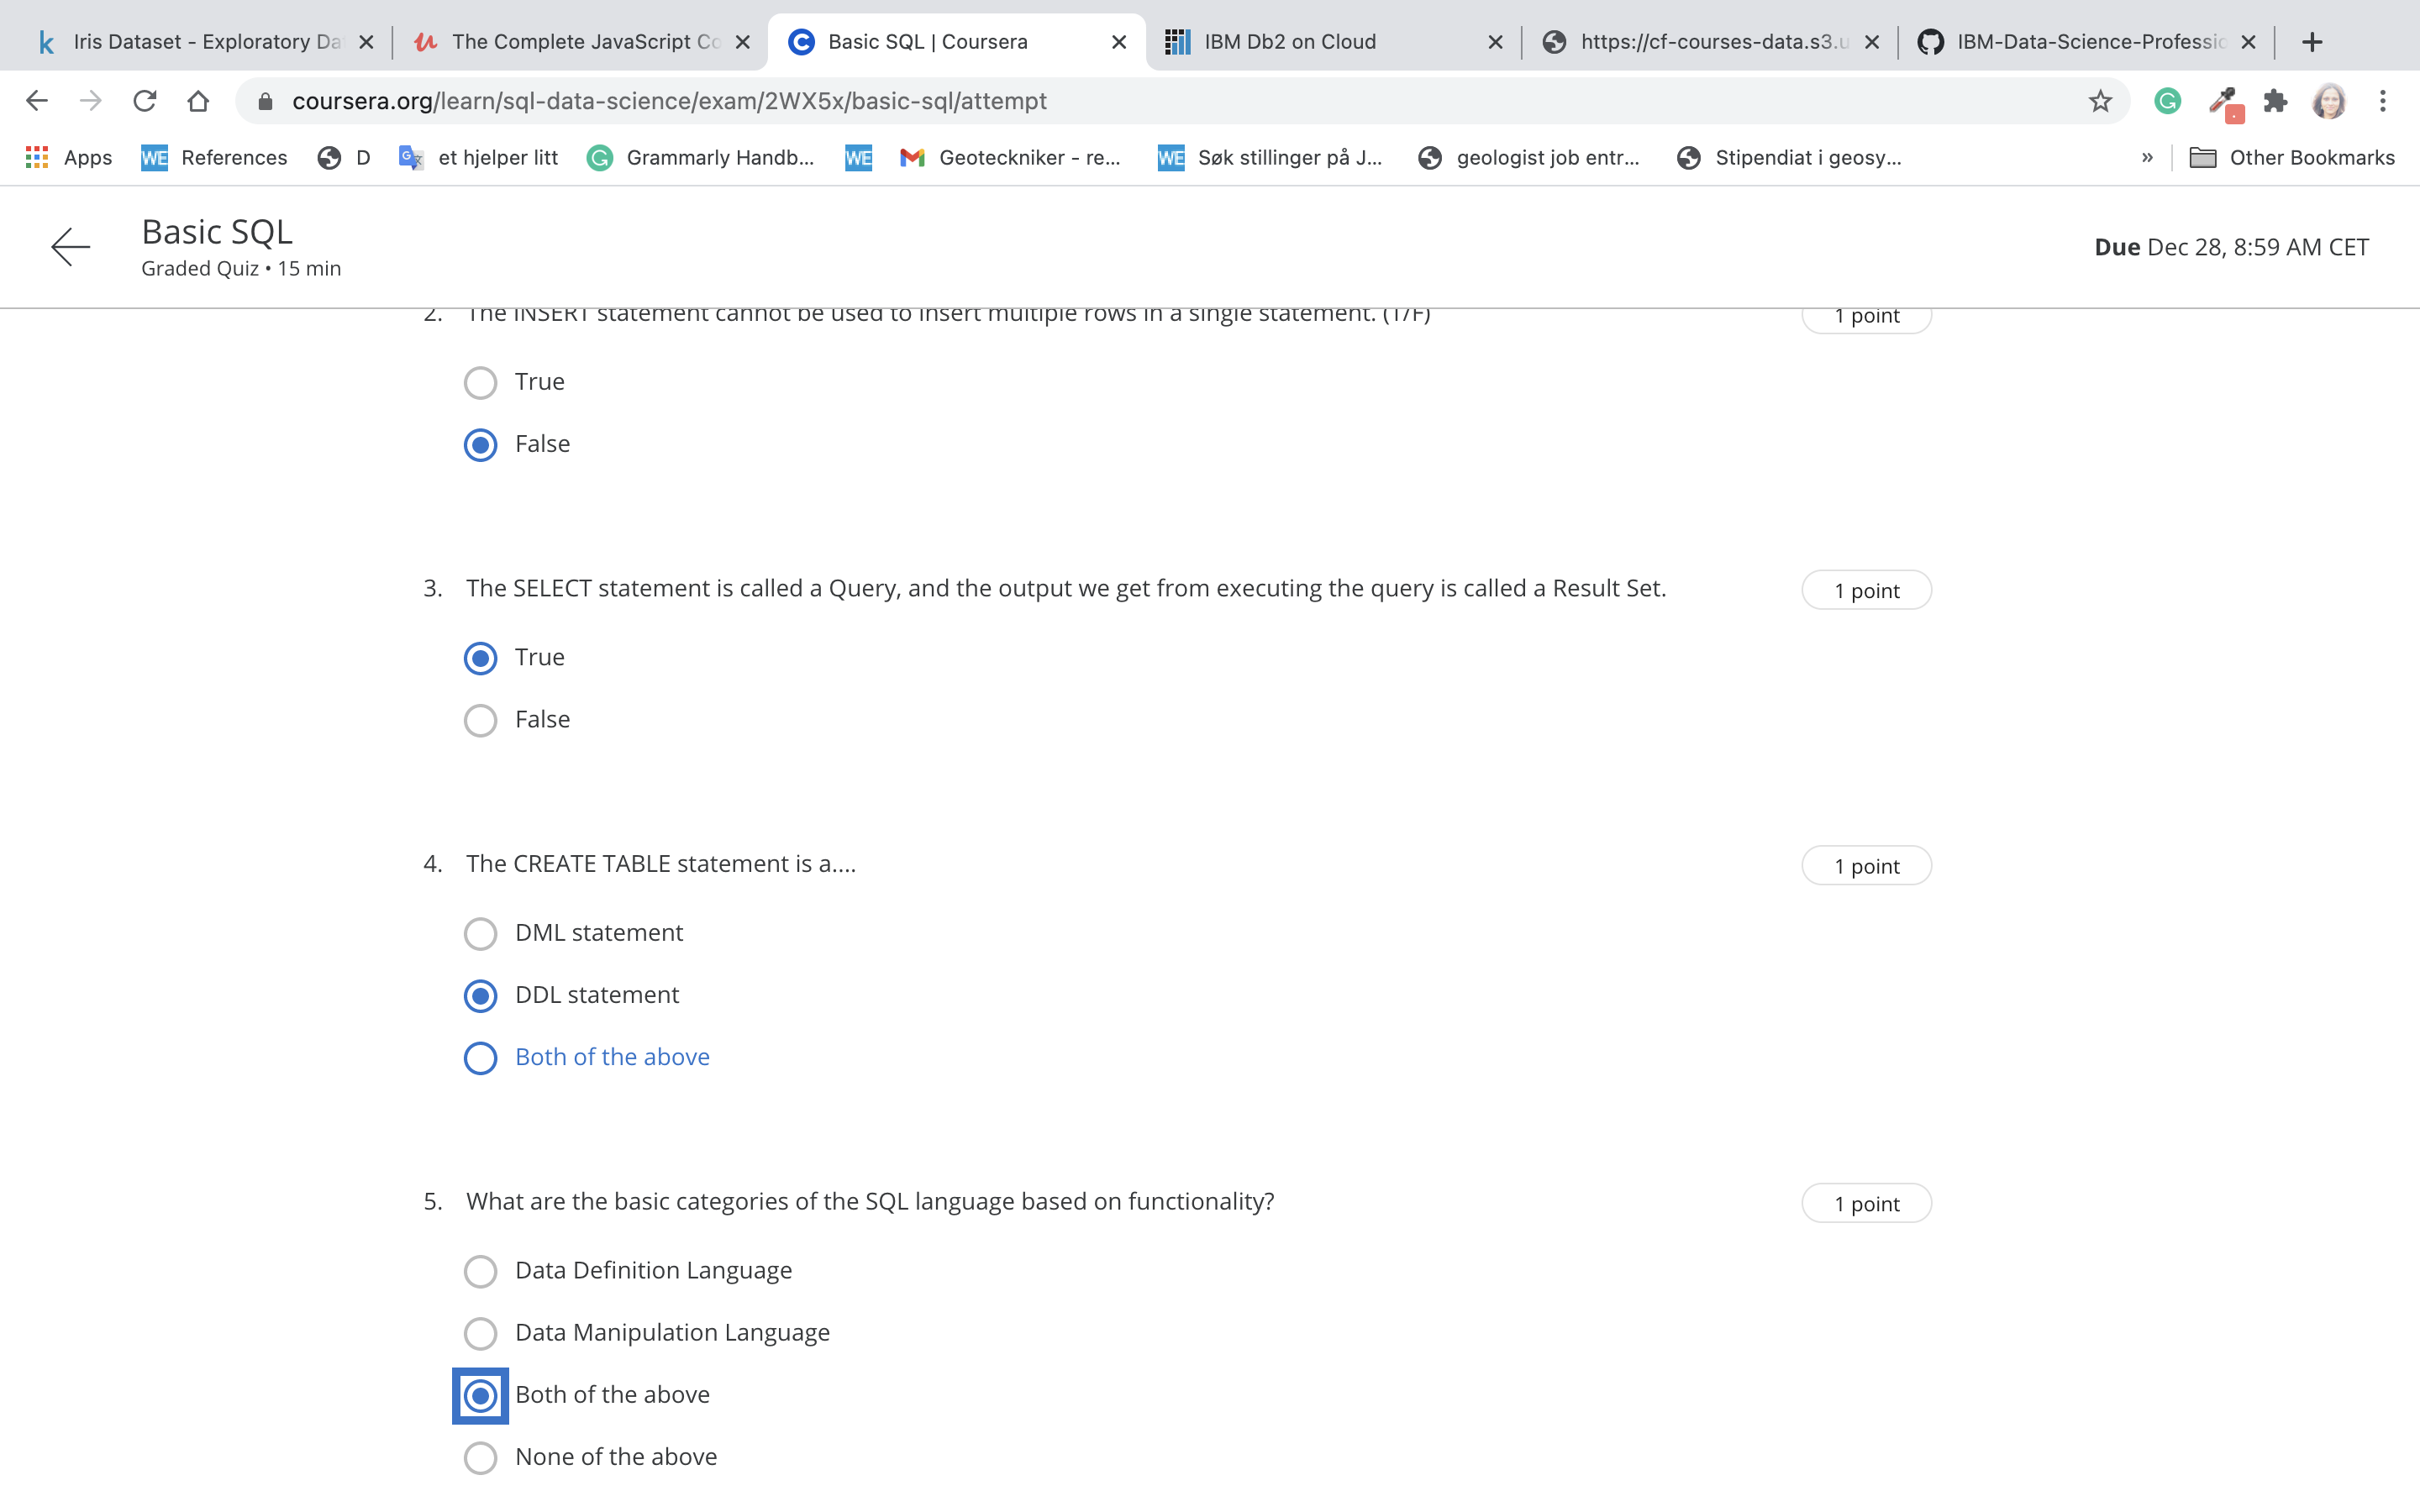 Iris Dataset - Exploratory Da
The Complete JavaScript Co
Basic SQL | Coursera
IBM Db2 on Cloud
https://cf-courses-data.s3.u
IBM-Data-Science-Professio
coursera.org/learn/sql-data-science/exam/2WX5x/basic-sql/attempt
Apps
WE References
D
et hjelper litt
Grammarly Handb...
WE
Geoteckniker - re...
WE Søk stillinger på J...
geologist job entr...
Stipendiat i geosy...
»
Other Bookmarks
Basic SQL
Graded Quiz • 15 min
Due Dec 28, 8:59 AM CET
2. The INSERT statement cannot be used to insert multiple rows in a single statement. (T/F)
1 point
True
False
3. The SELECT statement is called a Query, and the output we get from executing the query is called a Result Set.
1 point
True
False
4. The CREATE TABLE statement is a....
1 point
DML statement
DDL statement
Both of the above
5. What are the basic categories of the SQL language based on functionality?
1 point
Data Definition Language
Data Manipulation Language
Both of the above
None of the above